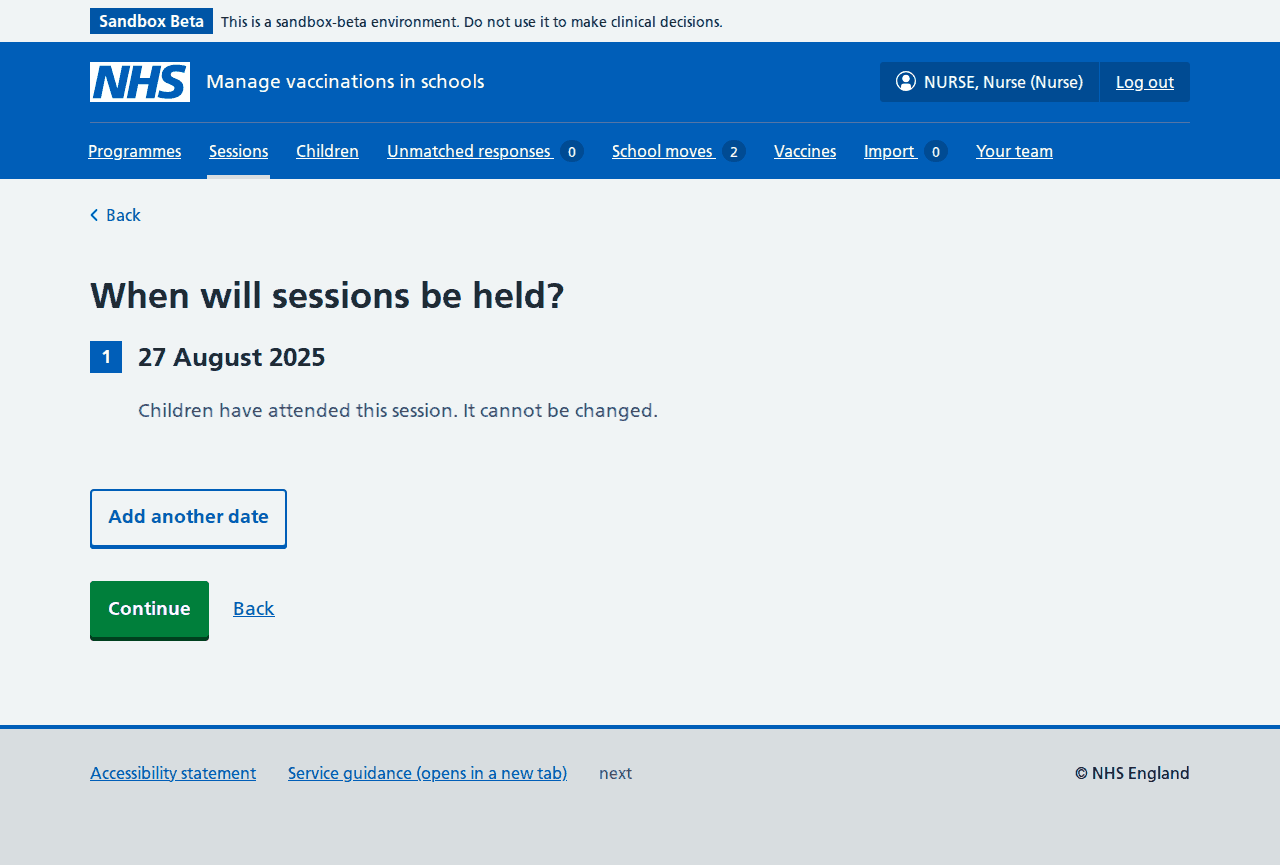 Sandbox Beta This is a sandbox-beta environment. Do not use it to make clinical decisions.
NHS Manage vaccinations in schools NURSE, Nurse (Nurse) Log out
Programmes Sessions Children Unmatched responses 0 School moves 2 Vaccines Import 0 Your team
Back
When will sessions be held?
1 27 August 2025
Children have attended this session. It cannot be changed.
Add another date
Continue Back
Accessibility statement Service guidance (opens in a new tab) next © NHS England